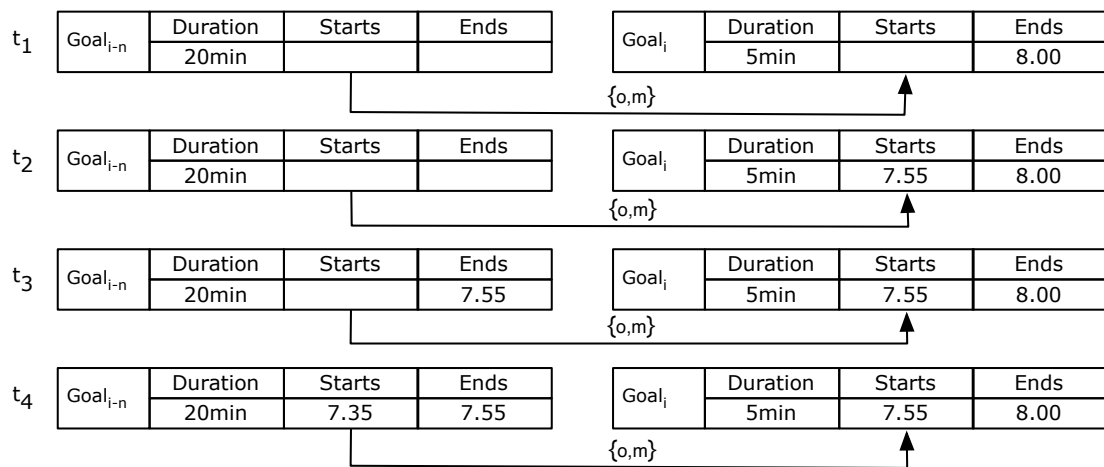 t1 Goal i-n Duration Starts Ends Goal i Duration Starts Ends
20min 5min 8.00
{o,m}
t2 Goal i-n Duration Starts Ends Goal i Duration Starts Ends
20min 5min 7.55 8.00
{o,m}
t3 Goal i-n Duration Starts Ends Goal i Duration Starts Ends
20min 7.55 5min 7.55 8.00
{o,m}
t4 Goal i-n Duration Starts Ends Goal i Duration Starts Ends
20min 7.35 7.55 5min 7.55 8.00
{o,m}